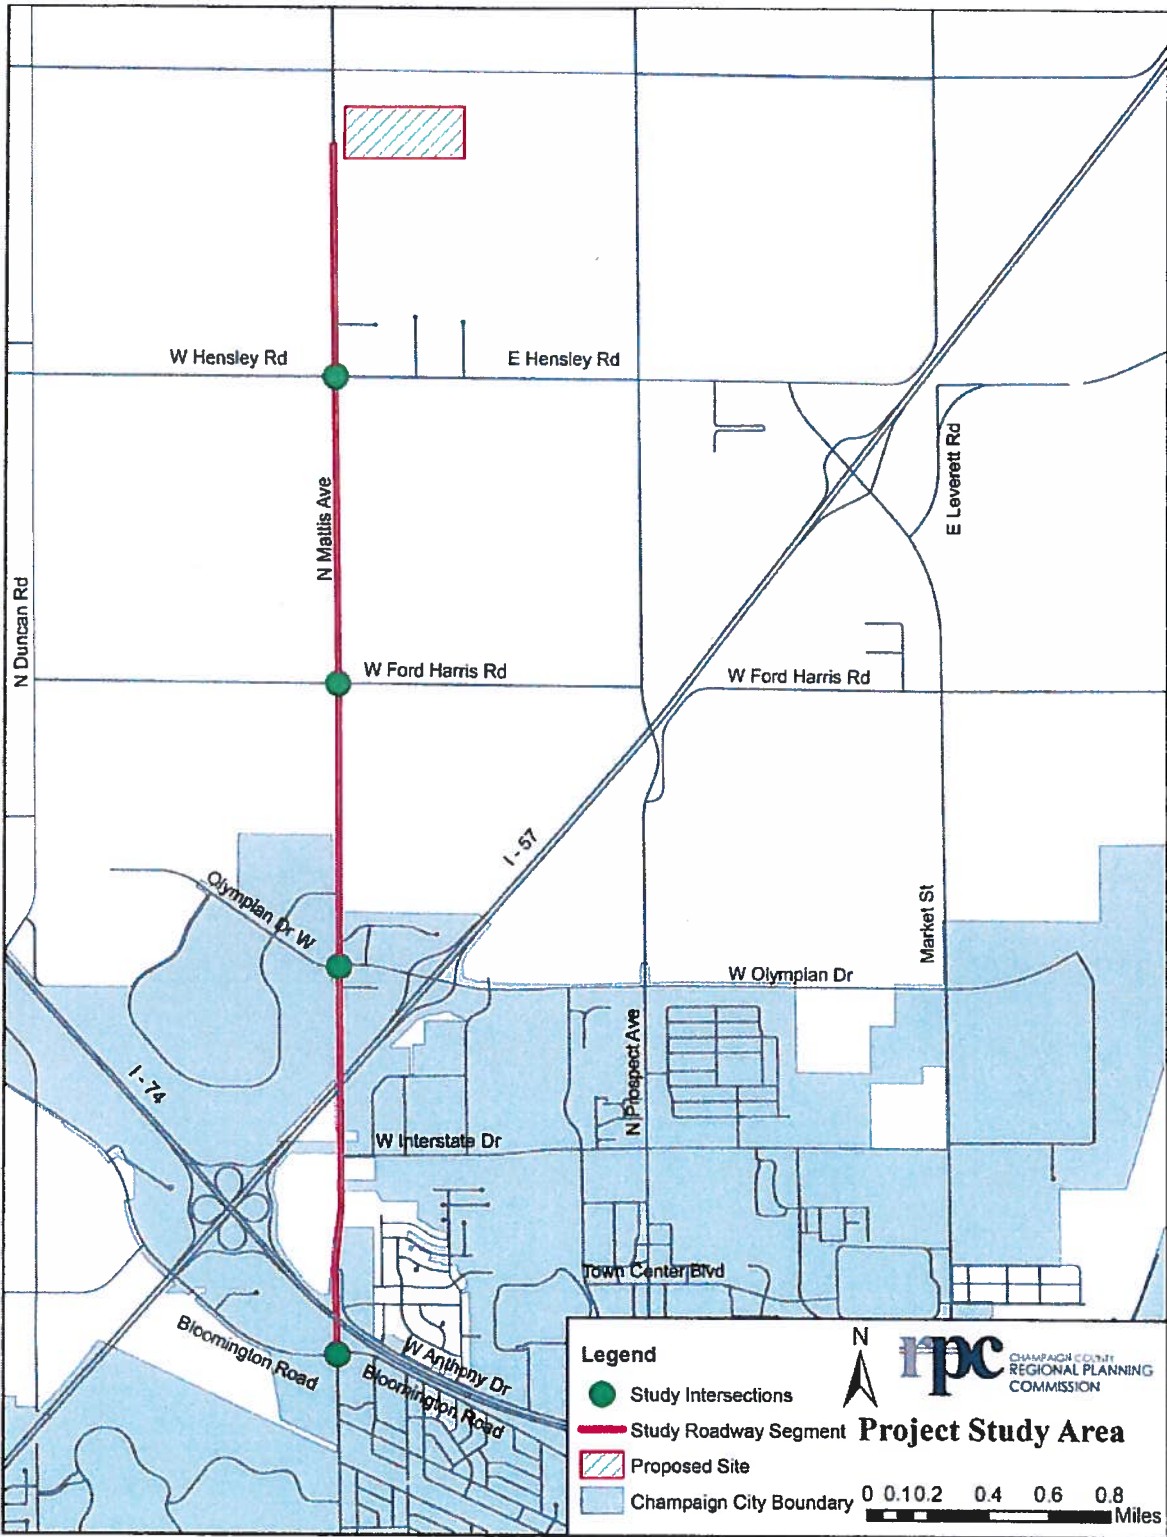 W Hensley Rd
E Hensley Rd
N Mattis Ave
E Leverett Rd
N Duncan Rd
W Ford Harris Rd
W Ford Harris Rd
I - 57
Olympian Dr W
Market St
W Olympian Dr
N Prospect Ave
I - 74
W Interstate Dr
Town Center Blvd
Bloomington Road
W Anthony Dr
Bloomington Road
Legend
Study Intersections
Study Roadway Segment
Proposed Site
Champaign City Boundary
N
rpc
CHAMPAIGN COUNTY
REGIONAL PLANNING
COMMISSION
Project Study Area
0 0.1 0.2 0.4 0.6 0.8
Miles